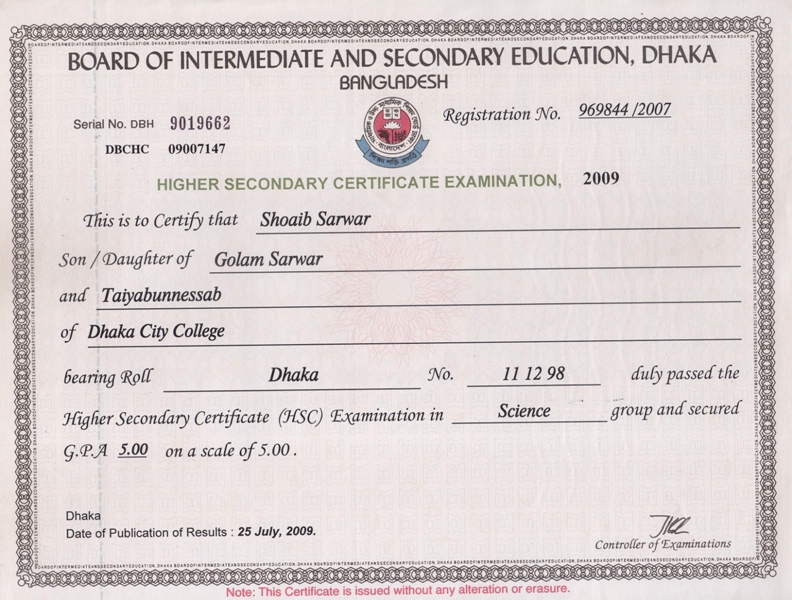 BOARD OF INTERMEDIATE AND SECONDARY EDUCATION, DHAKA
BANGLADESH
Serial No. DBH 9019662
Registration No. 969844 /2007
DBCHC 09007147
HIGHER SECONDARY CERTIFICATE EXAMINATION, 2009
This is to Certify that Shoaib Sarwar
Son / Daughter of Golam Sarwar
and Taiyabunnessab
of Dhaka City College
bearing Roll Dhaka No. 11 12 98 duly passed the
Higher Secondary Certificate (HSC) Examination in Science group and secured
G.P.A 5.00 on a scale of 5.00 .
Dhaka
Date of Publication of Results : 25 July, 2009.
Controller of Examinations
Note: This Certificate is issued without any alteration or erasure.